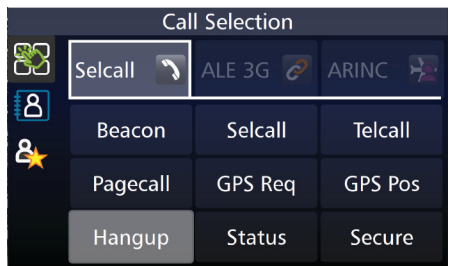 Call Selection
Selcall ALE 3G ARINC
Beacon Selcall Telcall
Pagecall GPS Req GPS Pos
Hangup Status Secure